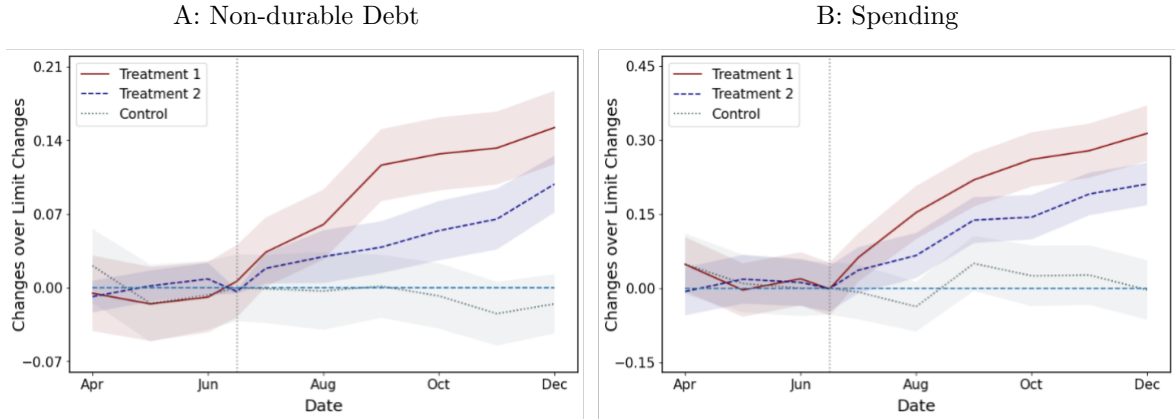 A: Non-durable Debt
Changes over Limit Changes
0.21
0.14
0.07
0.00
−0.07
Treatment 1
Treatment 2
Control
Apr
Jun
Aug
Oct
Dec
Date
B: Spending
Changes over Limit Changes
0.45
0.30
0.15
0.00
−0.15
Treatment 1
Treatment 2
Control
Apr
Jun
Aug
Oct
Dec
Date